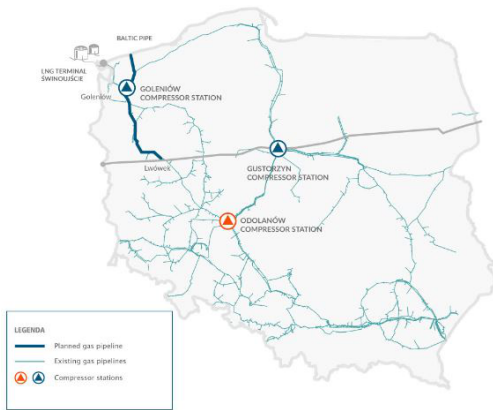 BALTIC PIPE
LNG TERMINAL
ŚWINOUJŚCIE
GOLENIÓW
COMPRESSOR STATION
Goleniów
Lwówek
GUSTORZYN
COMPRESSOR STATION
ODOLANÓW
COMPRESSOR STATION
LEGENDA
Planned gas pipeline
Existing gas pipelines
Compressor stations